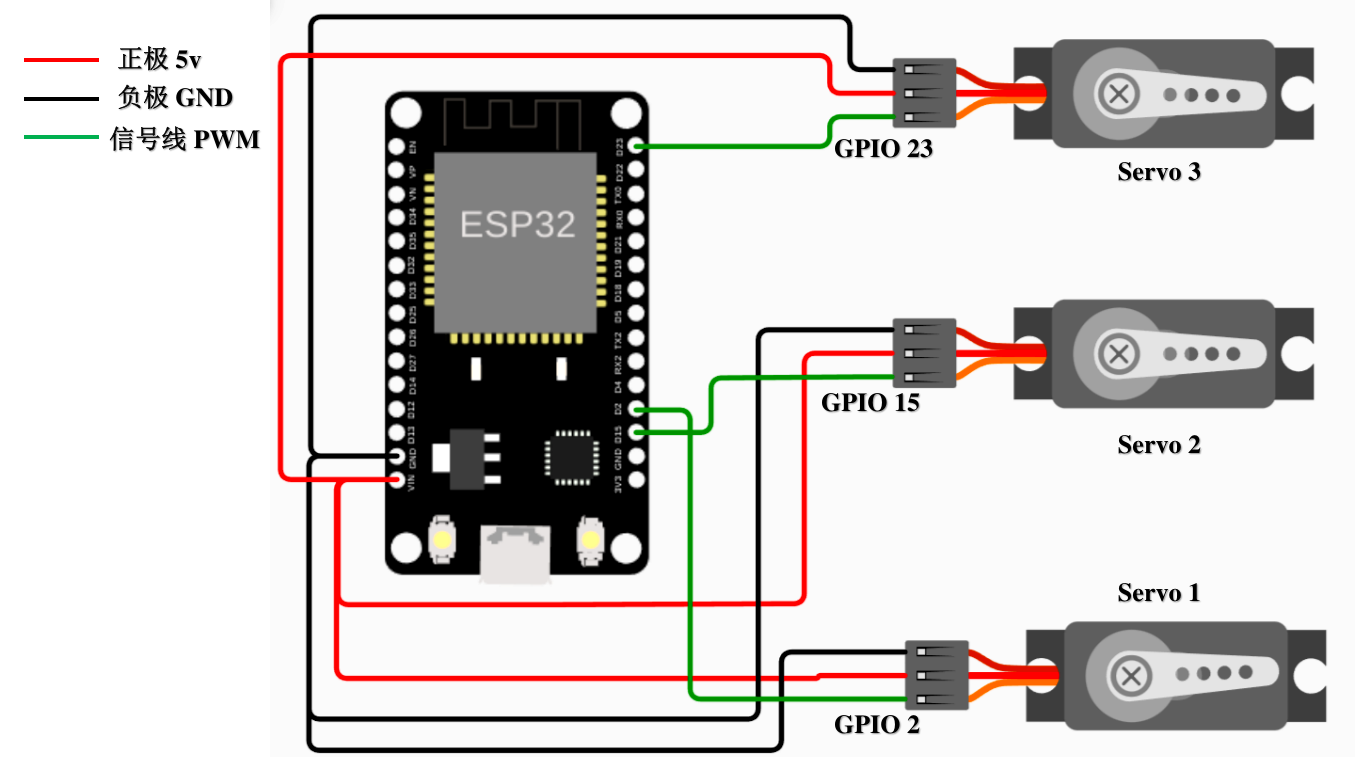 正极 5v
负极 GND
信号线 PWM
ESP32
EN
VP
VN
D34
D35
D32
D33
D25
D26
D27
D14
D12
D13
GND
VIN
D23
D22
TX0
RX0
D21
D19
D18
D5
TX2
RX2
D4
D2
D15
GND
3V3
GPIO 23
Servo 3
GPIO 15
Servo 2
Servo 1
GPIO 2